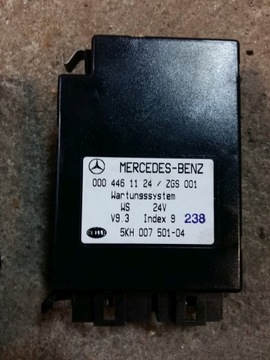 MERCEDES-BENZ
000 446 11 24 / ZGS 001
Wartungssystem
WS 24V
V9.3 Index 9 238
5KH 007 501-04